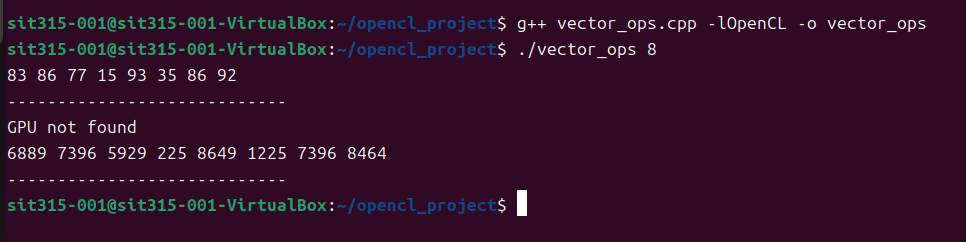 sit315-001@sit315-001-VirtualBox:~/opencl_project$ g++ vector_ops.cpp -lOpenCL -o vector_ops
sit315-001@sit315-001-VirtualBox:~/opencl_project$ ./vector_ops 8
83 86 77 15 93 35 86 92
----------------------------
GPU not found
6889 7396 5929 225 8649 1225 7396 8464
----------------------------
sit315-001@sit315-001-VirtualBox:~/opencl_project$